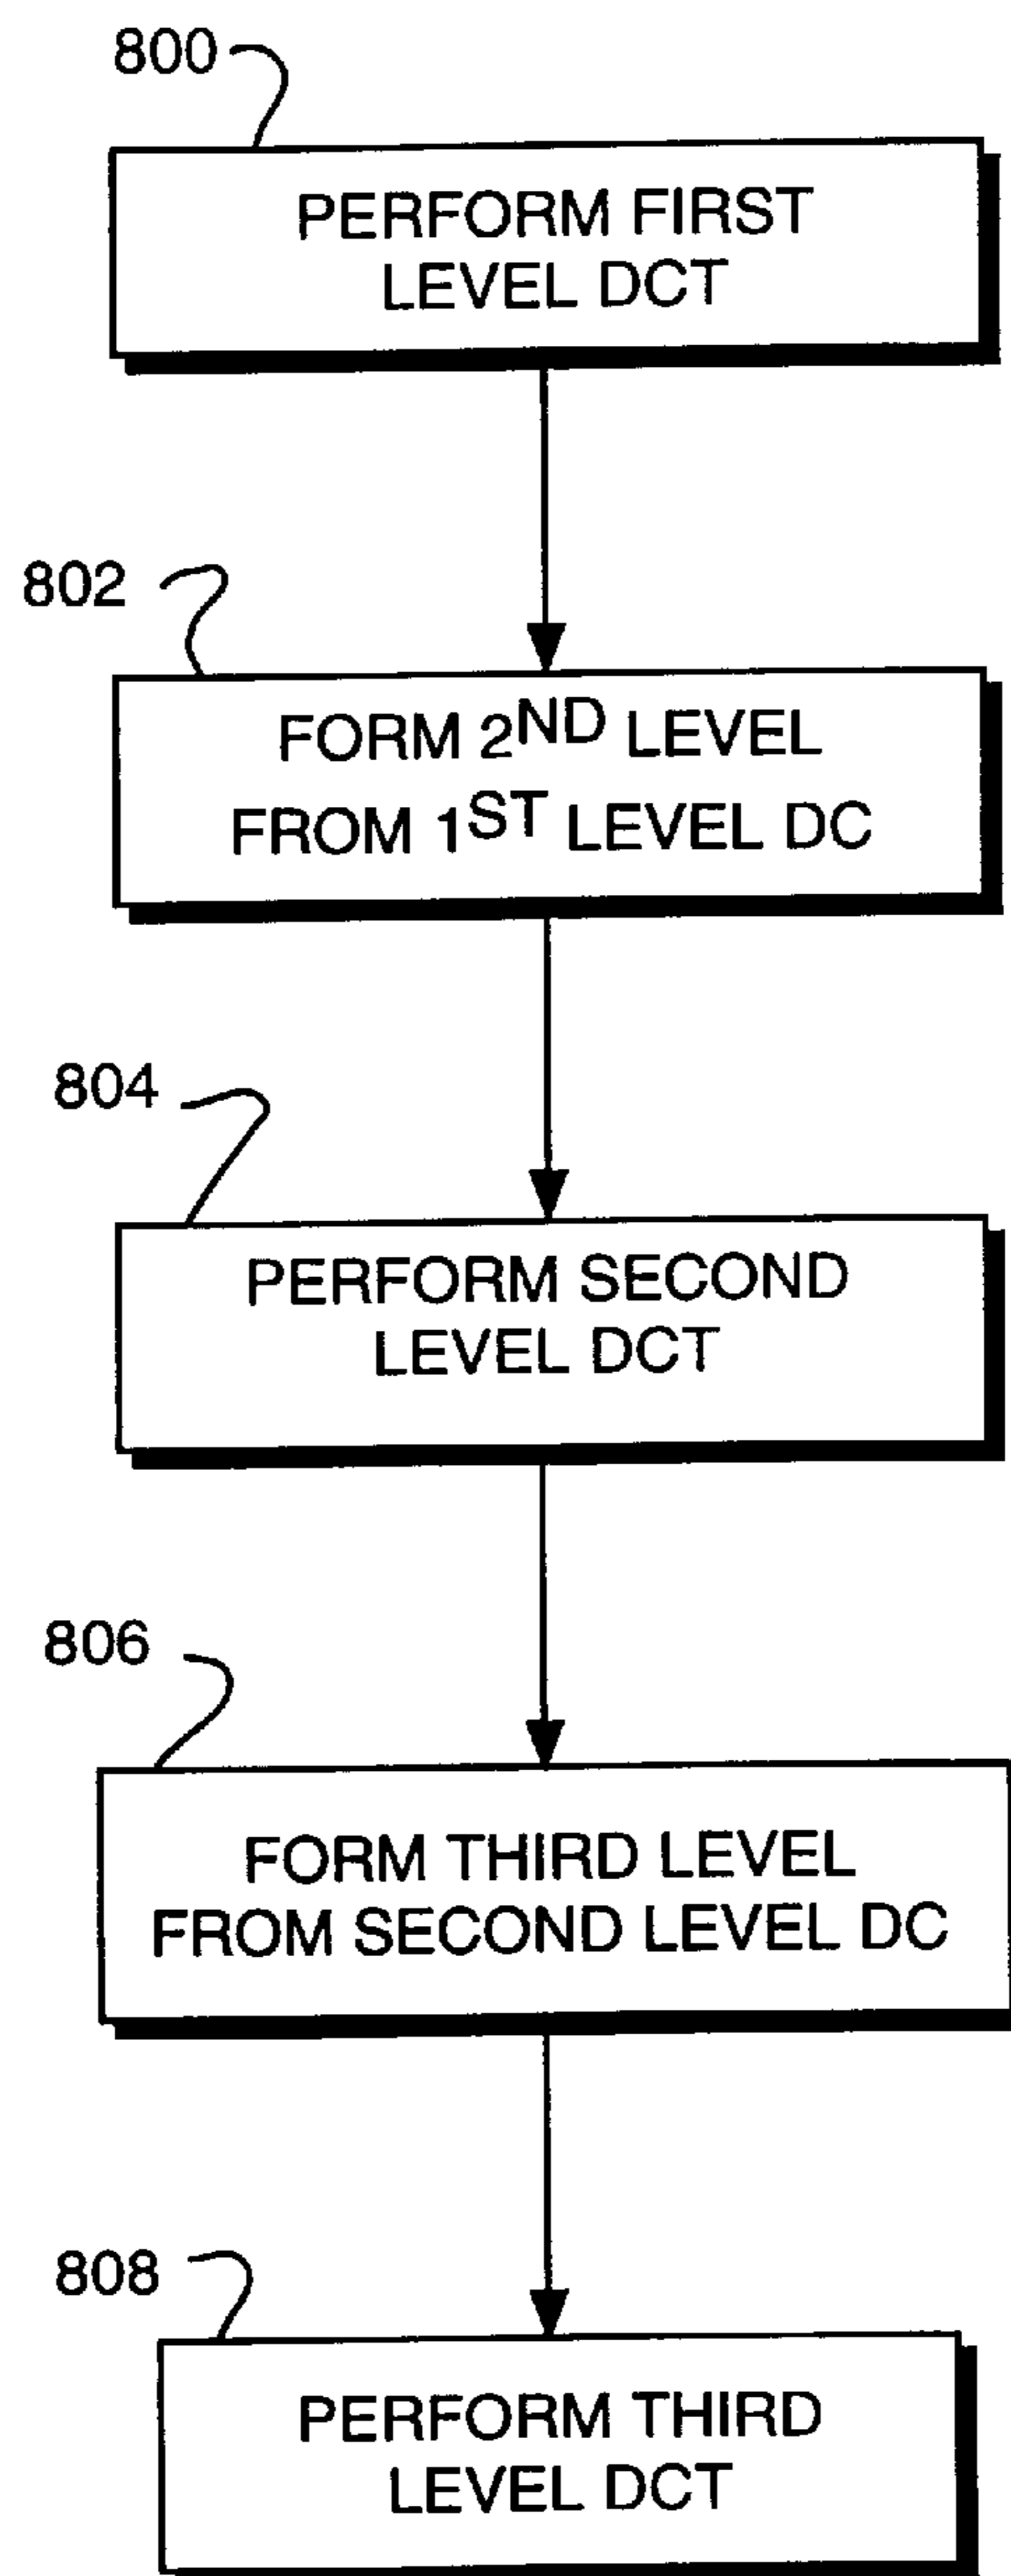 800
PERFORM FIRST
LEVEL DCT
802
FORM 2ND LEVEL
FROM 1ST LEVEL DC
804
PERFORM SECOND
LEVEL DCT
806
FORM THIRD LEVEL
FROM SECOND LEVEL DC
808
PERFORM THIRD
LEVEL DCT